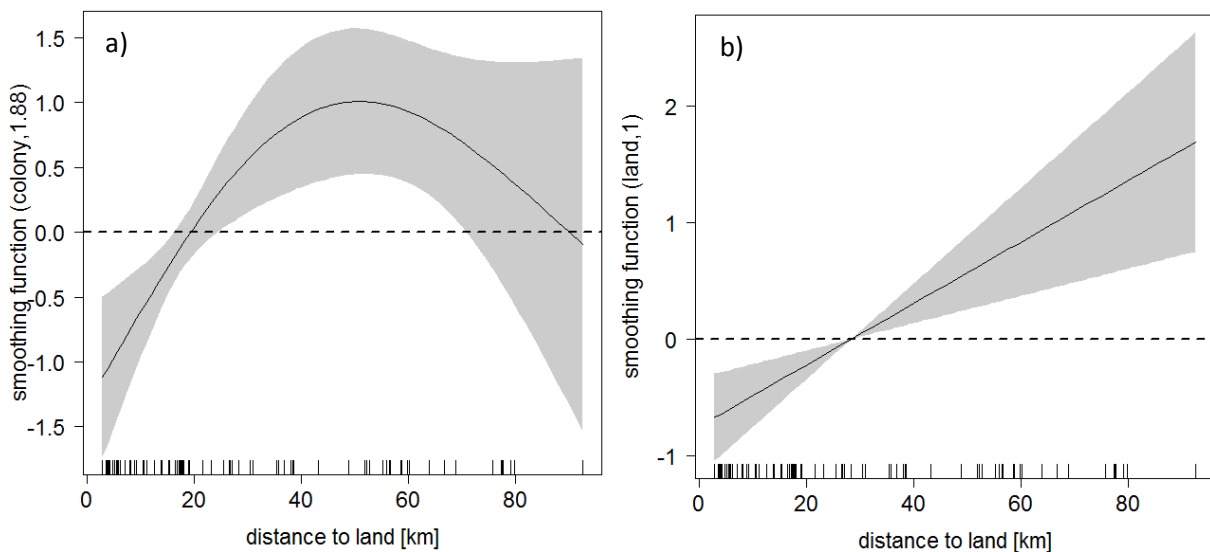 a)
smoothing function (colony,1.88)
1.5
1.0
0.5
0.0
-0.5
-1.0
-1.5
0 20 40 60 80
distance to land [km]
b)
smoothing function (land,1)
2
1
0
-1
0 20 40 60 80
distance to land [km]